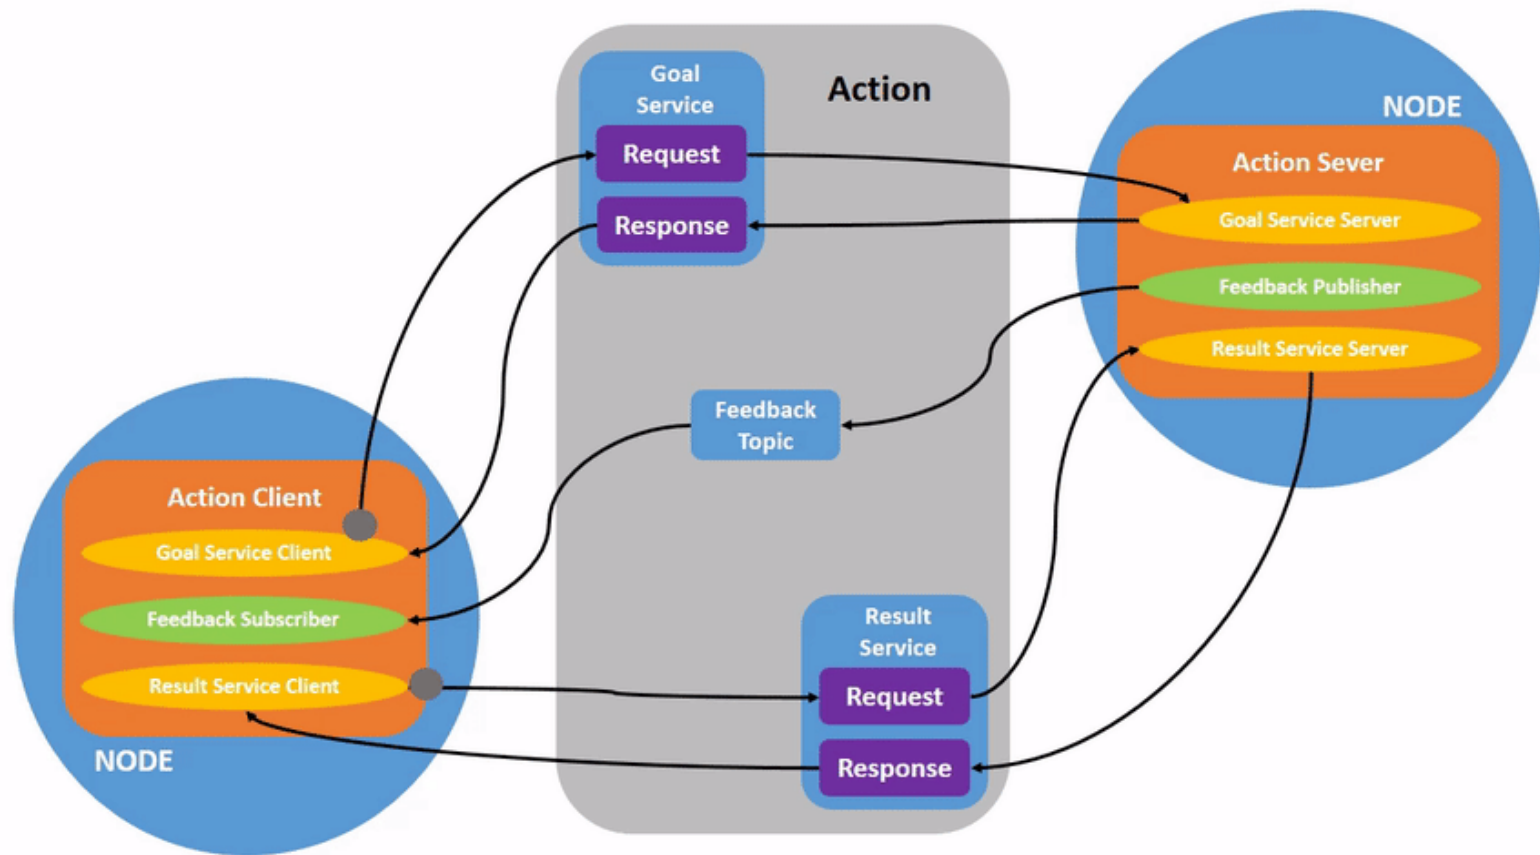 Goal
Service
Request
Response
Action
NODE
Action Sever
Goal Service Server
Feedback Publisher
Result Service Server
Feedback
Topic
Action Client
Goal Service Client
Feedback Subscriber
Result Service Client
NODE
Result
Service
Request
Response